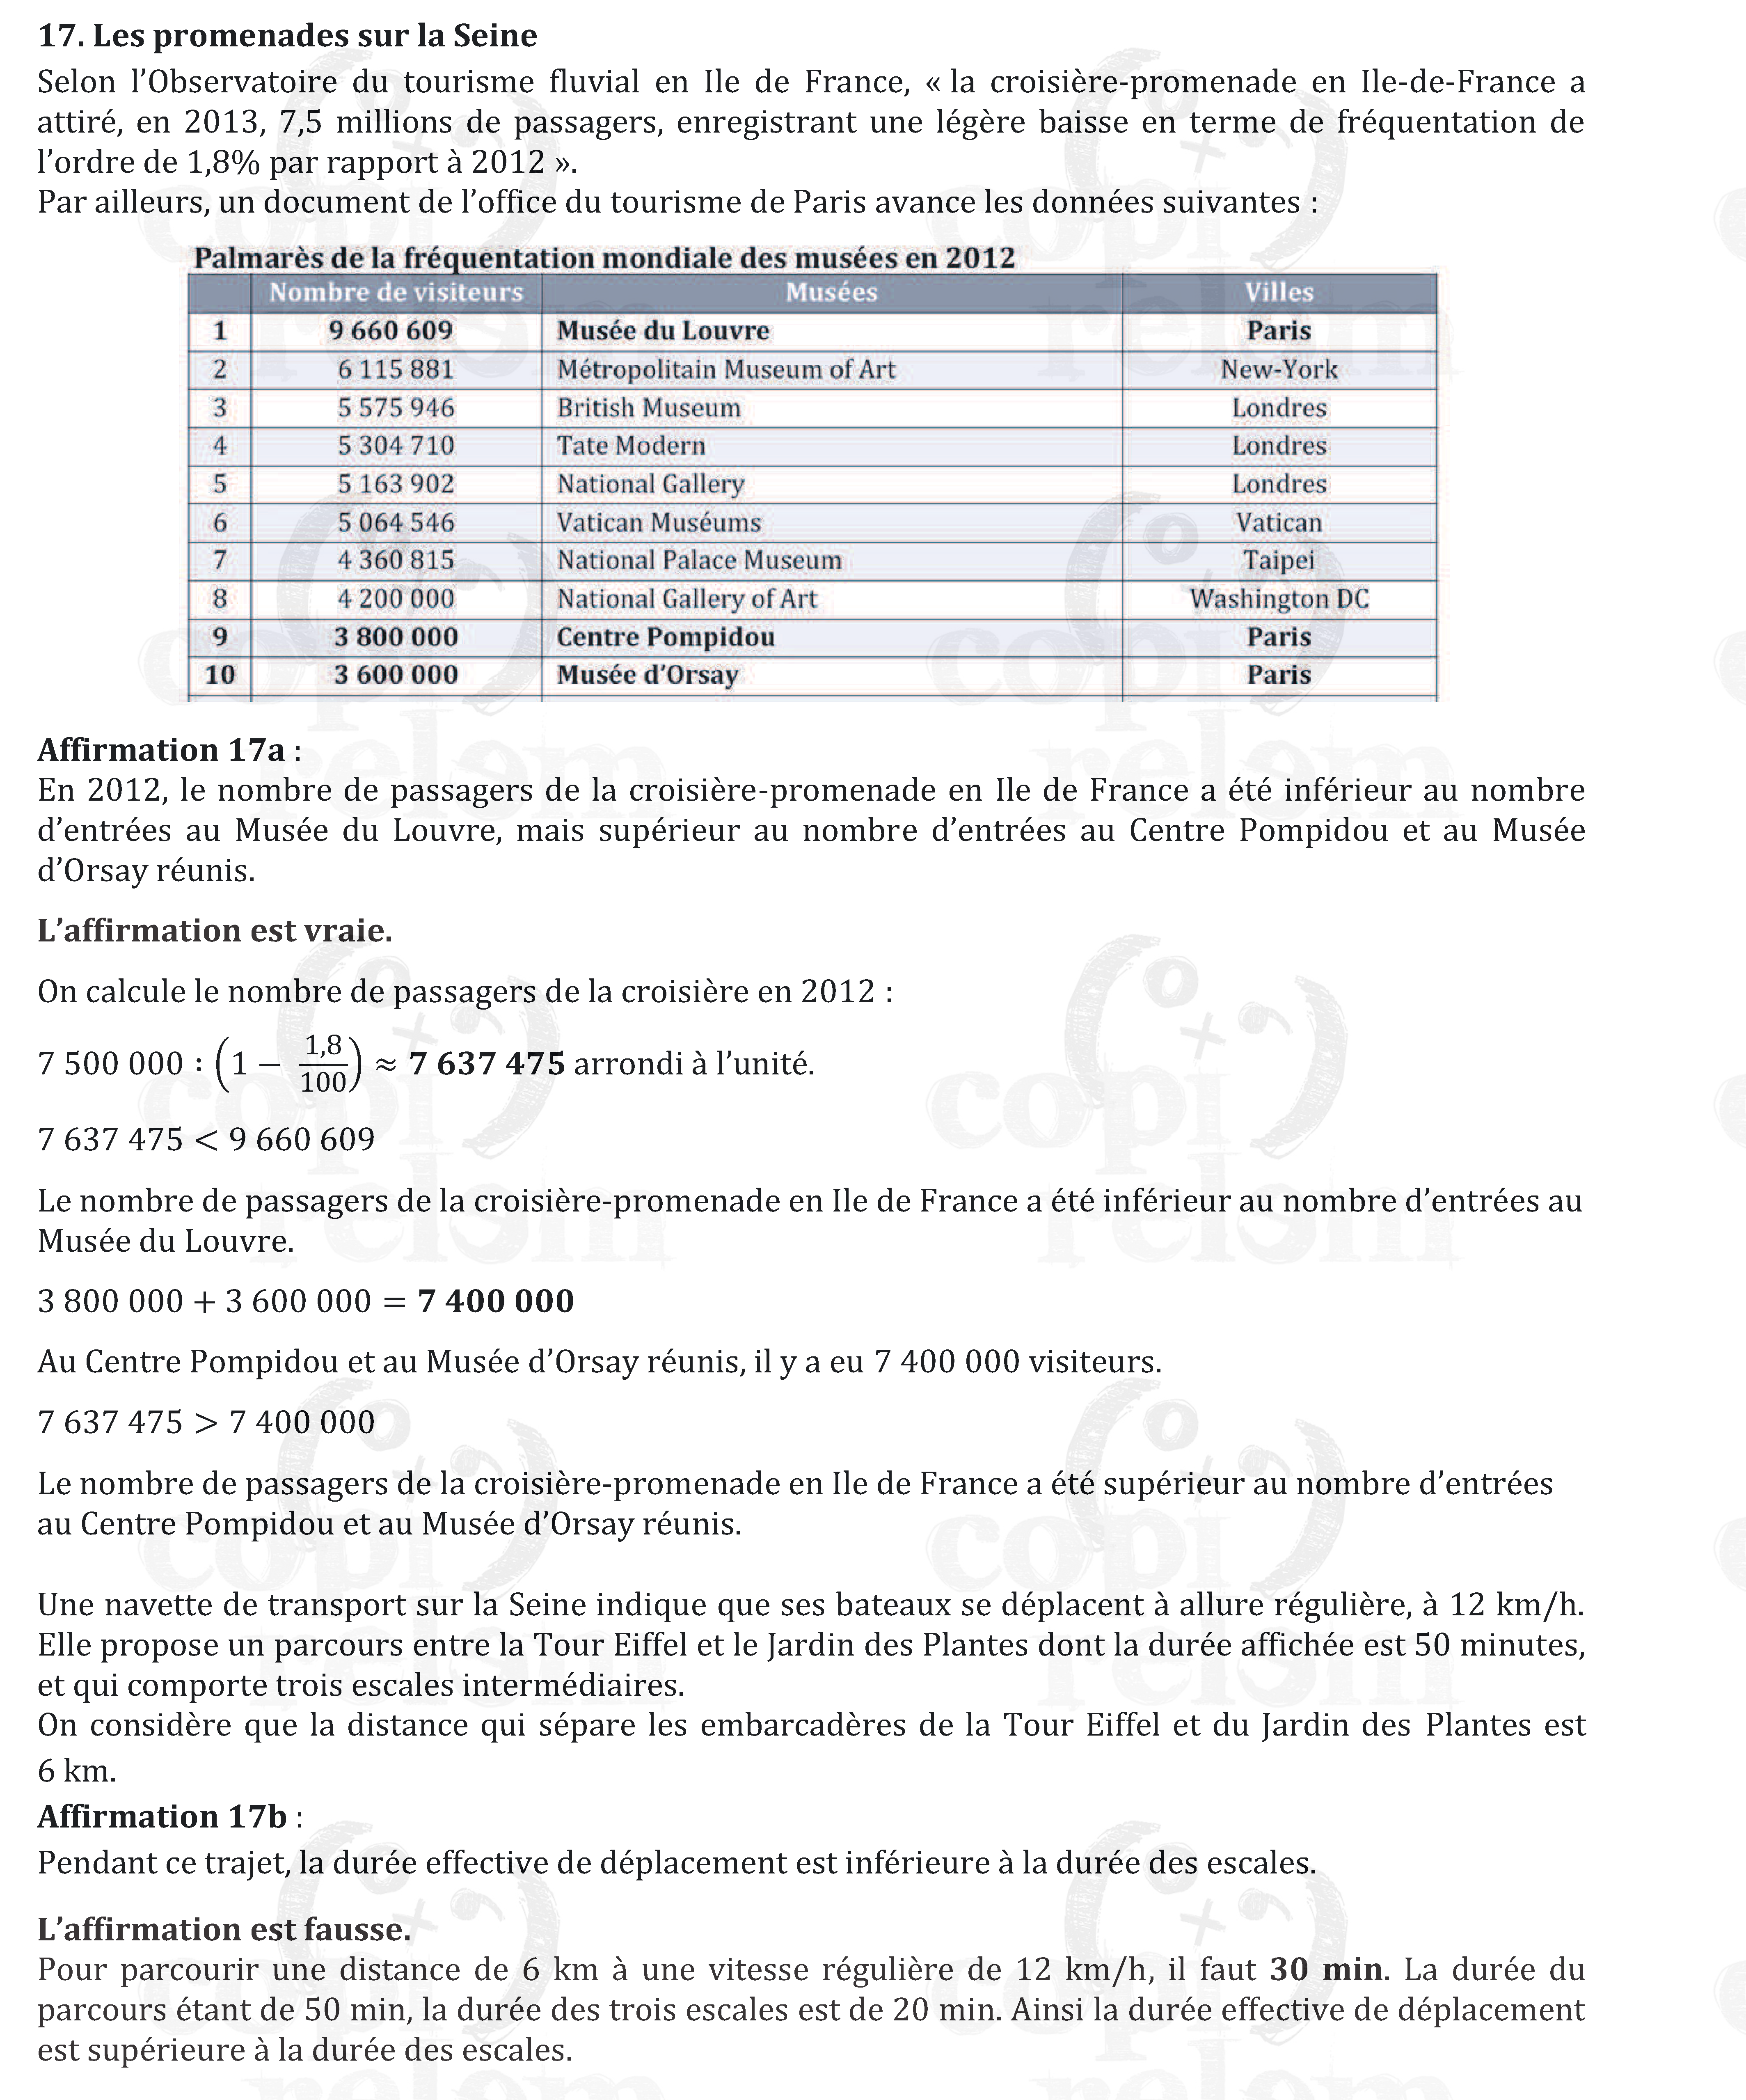 17. Les promenades sur la Seine
Selon l’Observatoire du tourisme fluvial en Ile de France, « la croisière-promenade en Ile-de-France a
attiré, en 2013, 7,5 millions de passagers, enregistrant une légère baisse en terme de fréquentation de
l’ordre de 1,8% par rapport à 2012 ».
Par ailleurs, un document de l’office du tourisme de Paris avance les données suivantes :
Palmarès de la fréquentation mondiale des musées en 2012
Nombre de visiteurs Musées Villes
1 9 660 609 Musée du Louvre Paris
2 6 115 881 Métropolitain Museum of Art New-York
3 5 575 946 British Museum Londres
4 5 304 710 Tate Modern Londres
5 5 163 902 National Gallery Londres
6 5 064 546 Vatican Muséums Vatican
7 4 360 815 National Palace Museum Taipei
8 4 200 000 National Gallery of Art Washington DC
9 3 800 000 Centre Pompidou Paris
10 3 600 000 Musée d’Orsay Paris
Affirmation 17a :
En 2012, le nombre de passagers de la croisière-promenade en Ile de France a été inférieur au nombre
d’entrées au Musée du Louvre, mais supérieur au nombre d’entrées au Centre Pompidou et au Musée
d’Orsay réunis.
L’affirmation est vraie.
On calcule le nombre de passagers de la croisière en 2012 :
7 500 000 : (1 − 1,8/100) ≈ 7 637 475 arrondi à l’unité.
7 637 475 < 9 660 609
Le nombre de passagers de la croisière-promenade en Ile de France a été inférieur au nombre d’entrées au
Musée du Louvre.
3 800 000 + 3 600 000 = 7 400 000
Au Centre Pompidou et au Musée d’Orsay réunis, il y a eu 7 400 000 visiteurs.
7 637 475 > 7 400 000
Le nombre de passagers de la croisière-promenade en Ile de France a été supérieur au nombre d’entrées
au Centre Pompidou et au Musée d’Orsay réunis.
Une navette de transport sur la Seine indique que ses bateaux se déplacent à allure régulière, à 12 km/h.
Elle propose un parcours entre la Tour Eiffel et le Jardin des Plantes dont la durée affichée est 50 minutes,
et qui comporte trois escales intermédiaires.
On considère que la distance qui sépare les embarcadères de la Tour Eiffel et du Jardin des Plantes est
6 km.
Affirmation 17b :
Pendant ce trajet, la durée effective de déplacement est inférieure à la durée des escales.
L’affirmation est fausse.
Pour parcourir une distance de 6 km à une vitesse régulière de 12 km/h, il faut 30 min. La durée du
parcours étant de 50 min, la durée des trois escales est de 20 min. Ainsi la durée effective de déplacement
est supérieure à la durée des escales.
copirelem